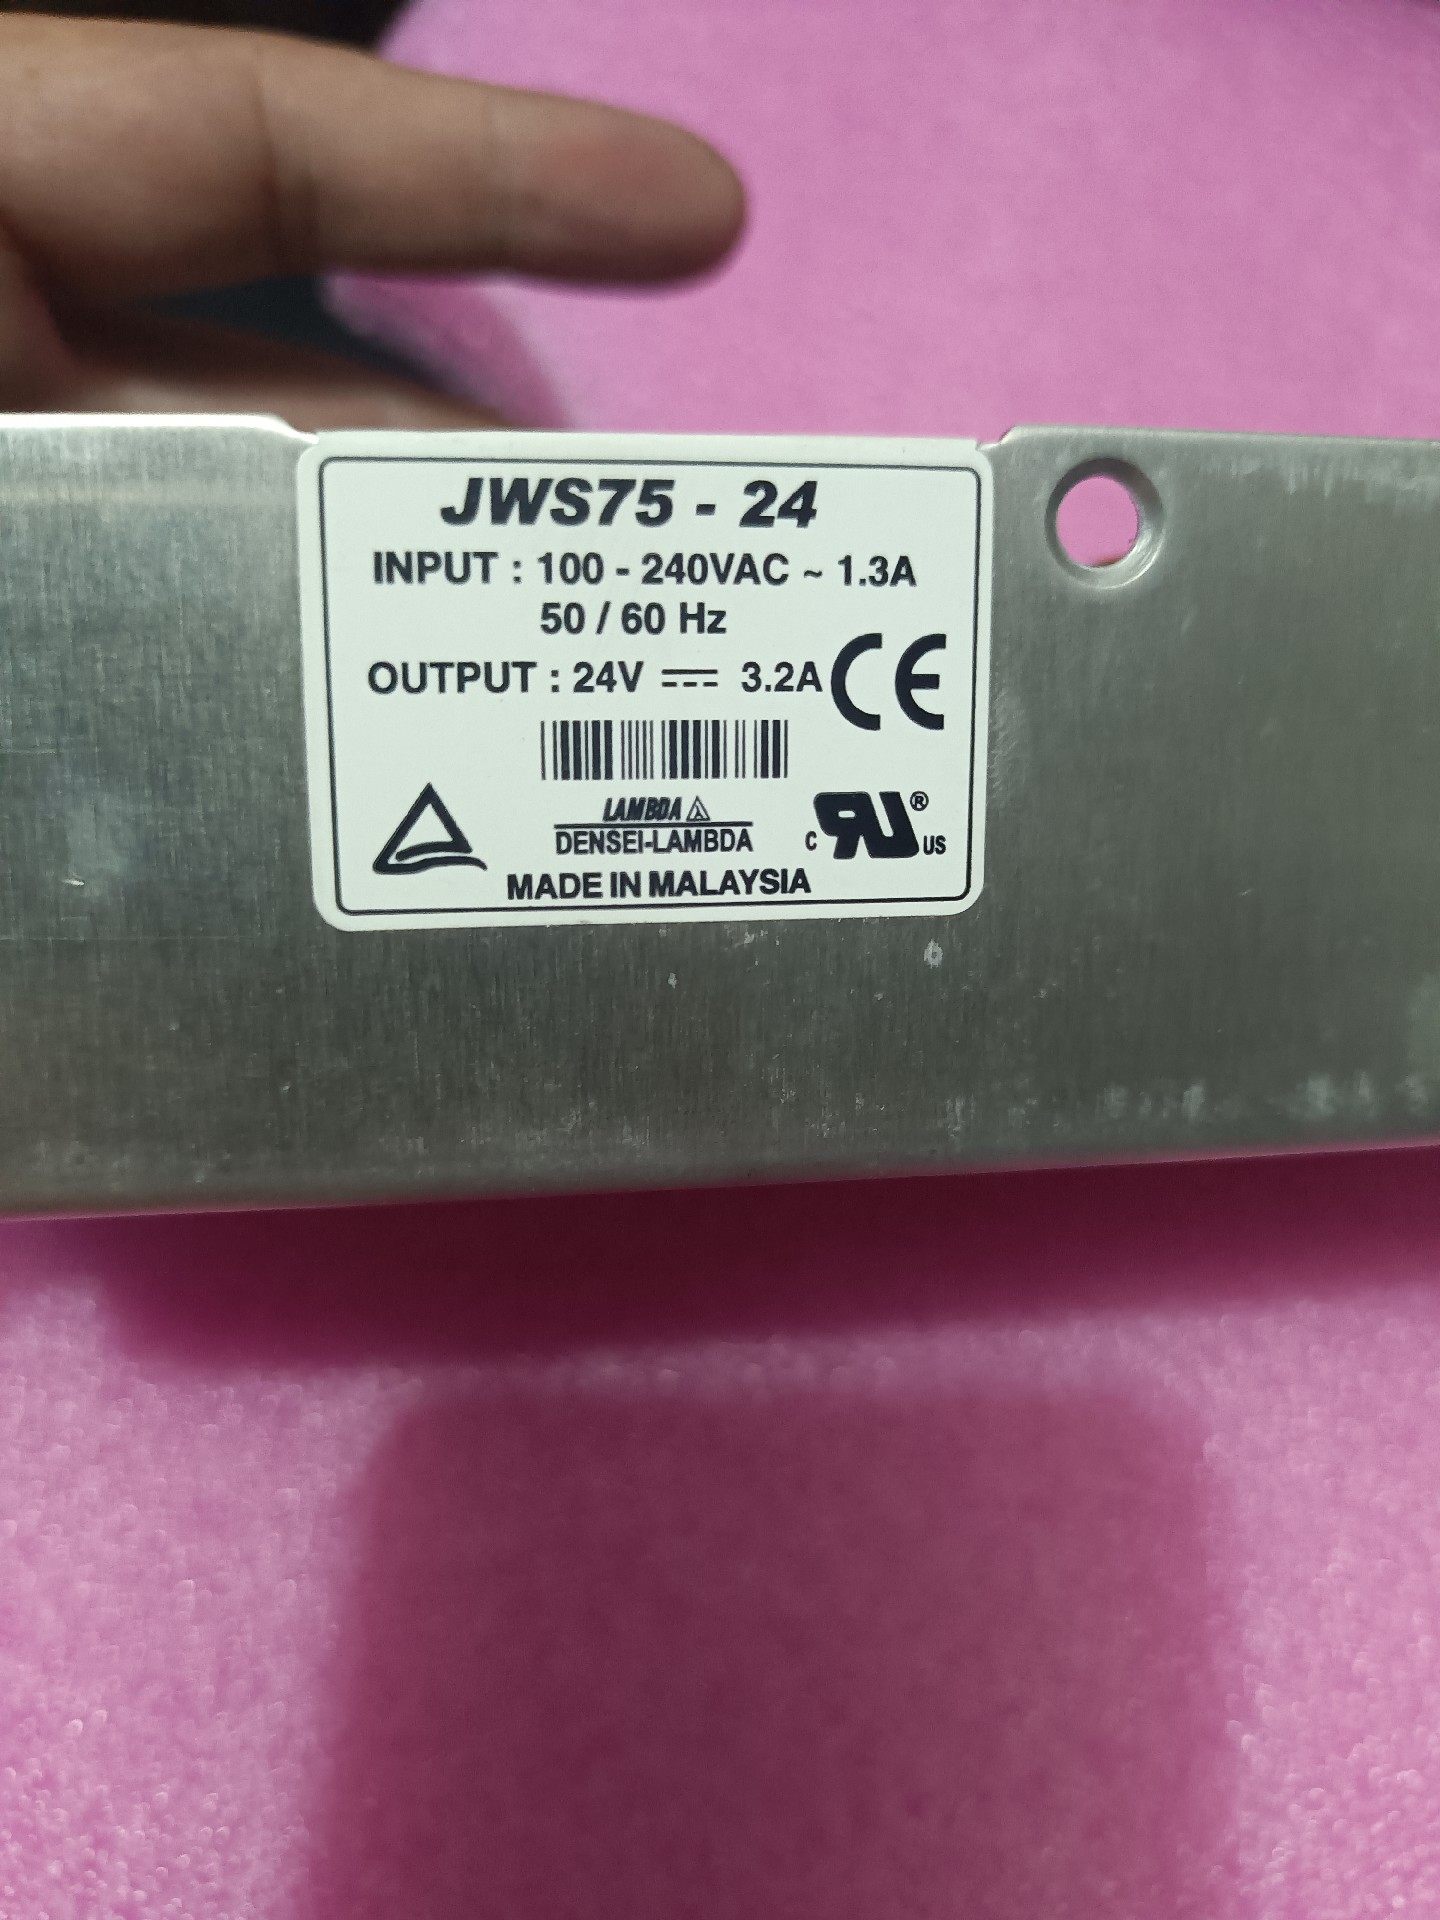 JWS75 - 24
INPUT : 100 - 240VAC ~ 1.3A
50 / 60 Hz
OUTPUT : 24V ⎓ 3.2A CE
LAMBDA
DENSEI-LAMBDA
c RU ® US
MADE IN MALAYSIA